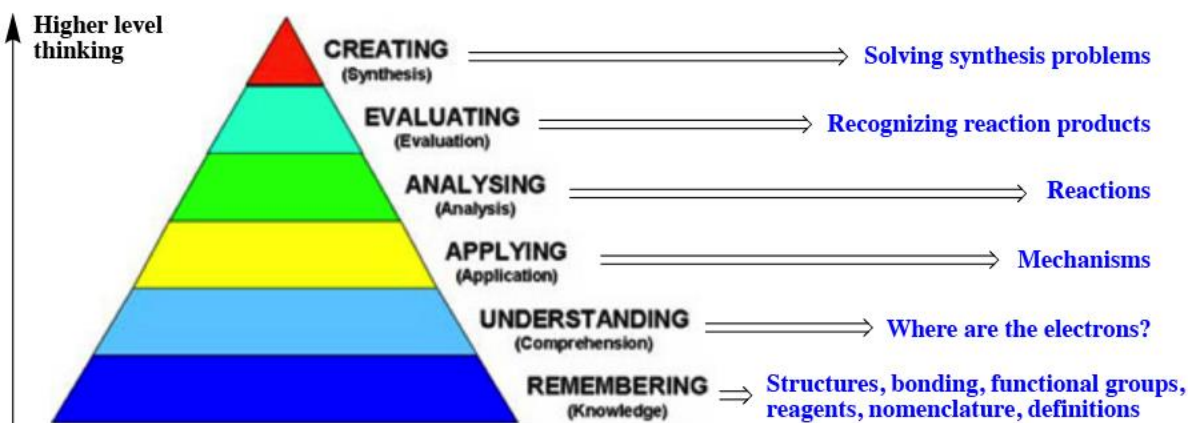 Higher level
thinking
CREATING
(Synthesis)
Solving synthesis problems
EVALUATING
(Evaluation)
Recognizing reaction products
ANALYSING
(Analysis)
Reactions
APPLYING
(Application)
Mechanisms
UNDERSTANDING
(Comprehension)
Where are the electrons?
REMEMBERING
(Knowledge)
Structures, bonding, functional groups,
reagents, nomenclature, definitions